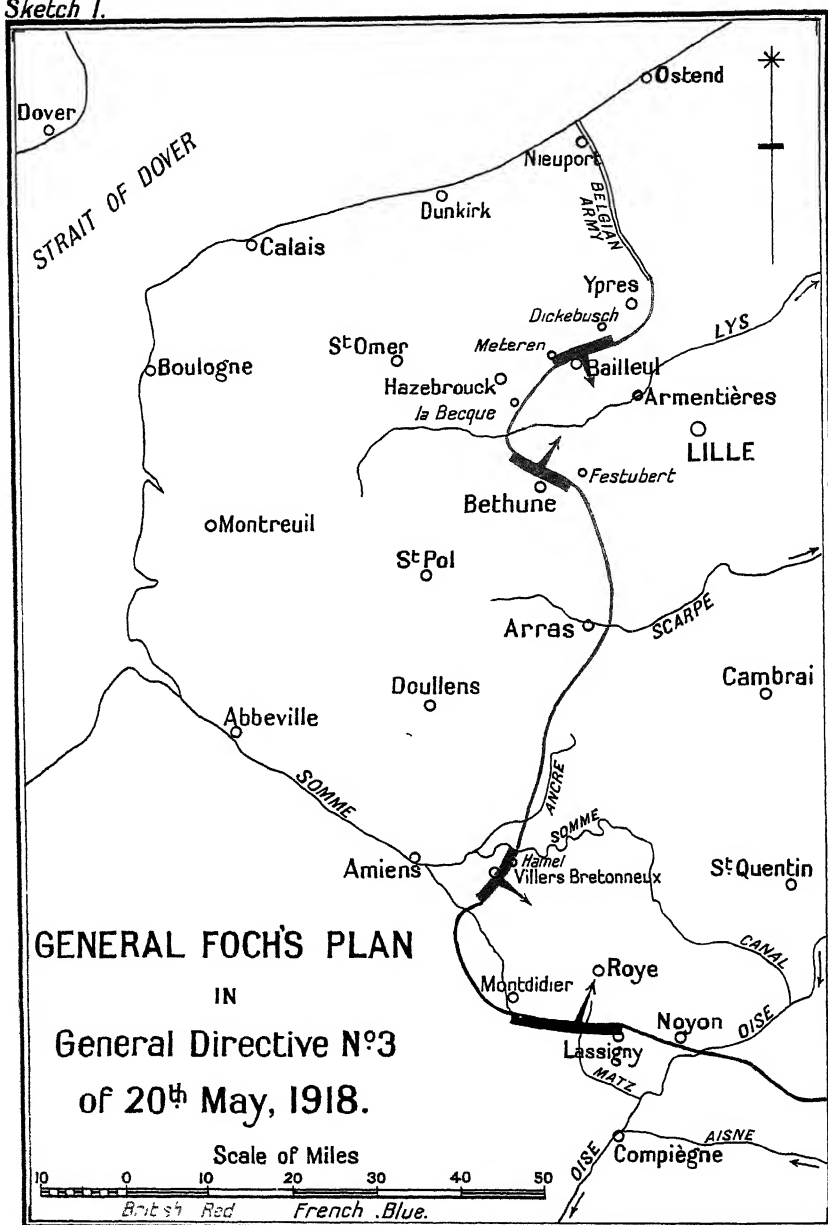 Sketch 1.
Dover
STRAIT OF DOVER
Ostend
Nieuport
BELGIAN
ARMY
Dunkirk
Calais
Ypres
Dickebusch
LYS
Meteren
Bailleul
St Omer
Boulogne
Hazebrouck
la Becque
Armentières
LILLE
Festubert
Bethune
Montreuil
St Pol
SCARPE
Arras
Cambrai
Doullens
Abbeville
SOMME
ANCRE
SOMME
Amiens
Hamel
Villers Bretonneux
St Quentin
CANAL
Montdidier
Roye
Noyon
OISE
Lassigny
MATZ
Compiègne
AISNE
OISE
GENERAL FOCH'S PLAN
IN
General Directive Nº3
of 20th May, 1918.
Scale of Miles
10 0 10 20 30 40 50
British Red French Blue.